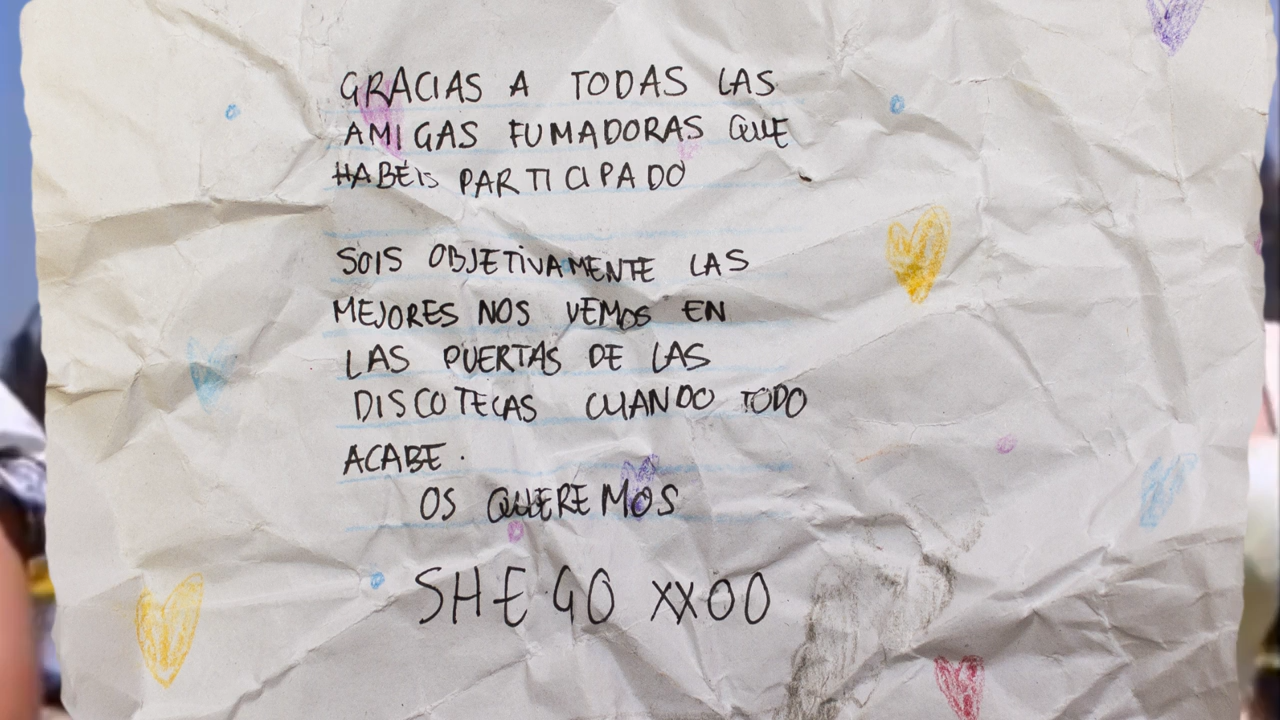 GRACIAS A TODAS LAS
AMIGAS FUMADORAS QUE
HABÉIS PARTICIPADO
SOIS OBJETIVAMENTE LAS
MEJORES NOS VEMOS EN
LAS PUERTAS DE LAS
DISCOTECAS CUANDO TODO
ACABE.
OS QUEREMOS
SHEGO XXOO